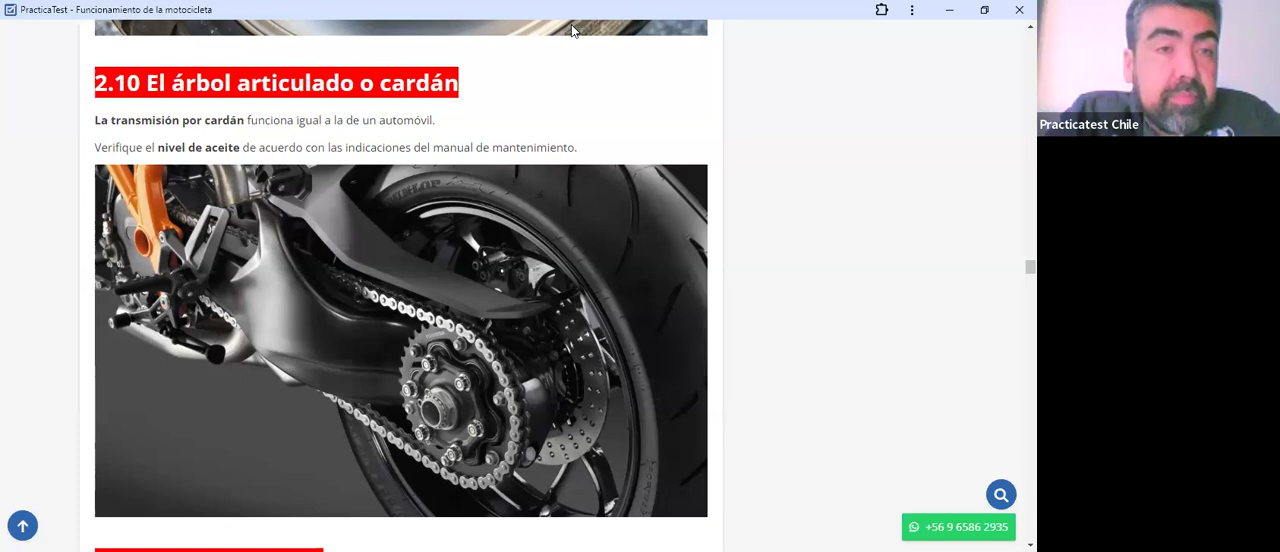 PracticaTest - Funcionamiento de la motocicleta
2.10 El árbol articulado o cardán
La transmisión por cardán funciona igual a la de un automóvil.
Verifique el nivel de aceite de acuerdo con las indicaciones del manual de mantenimiento.
DUNLOP
Practicatest Chile
+56 9 6586 2935